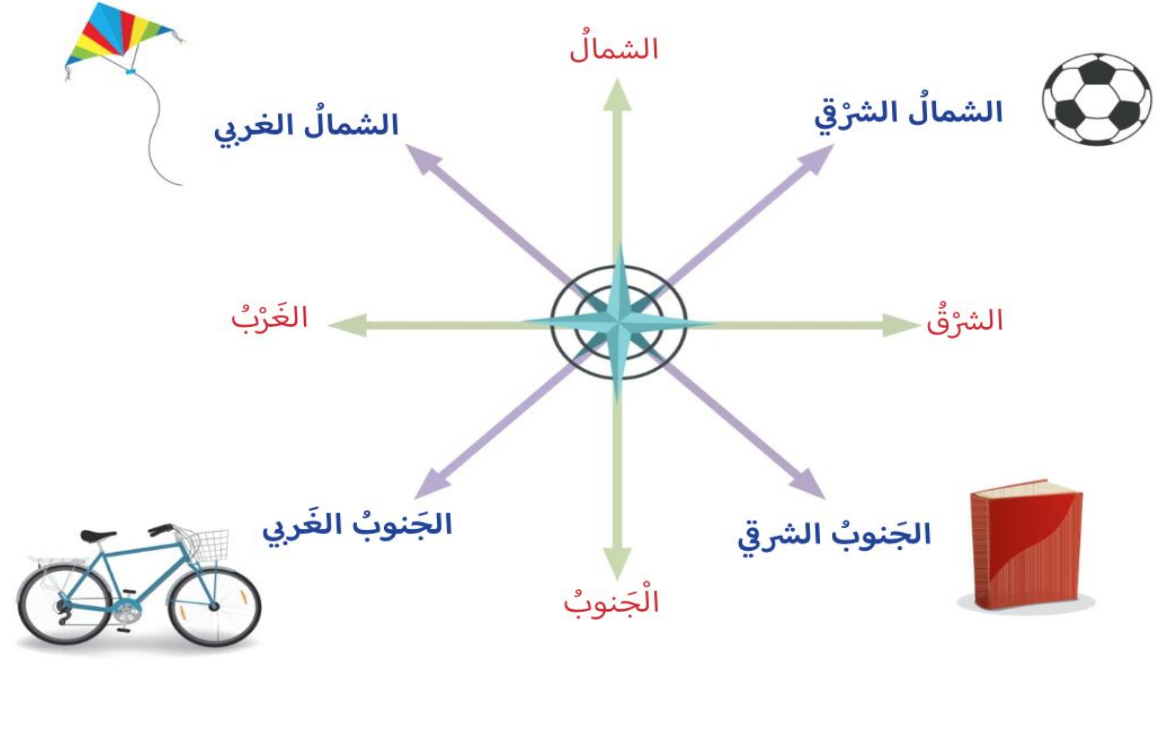 الشمالُ
الشمالُ الشرْقي
الشمالُ الغربي
الشرْقُ
الغَرْبُ
الجَنوبُ الغَربي
الجَنوبُ الشرقي
الْجَنوبُ